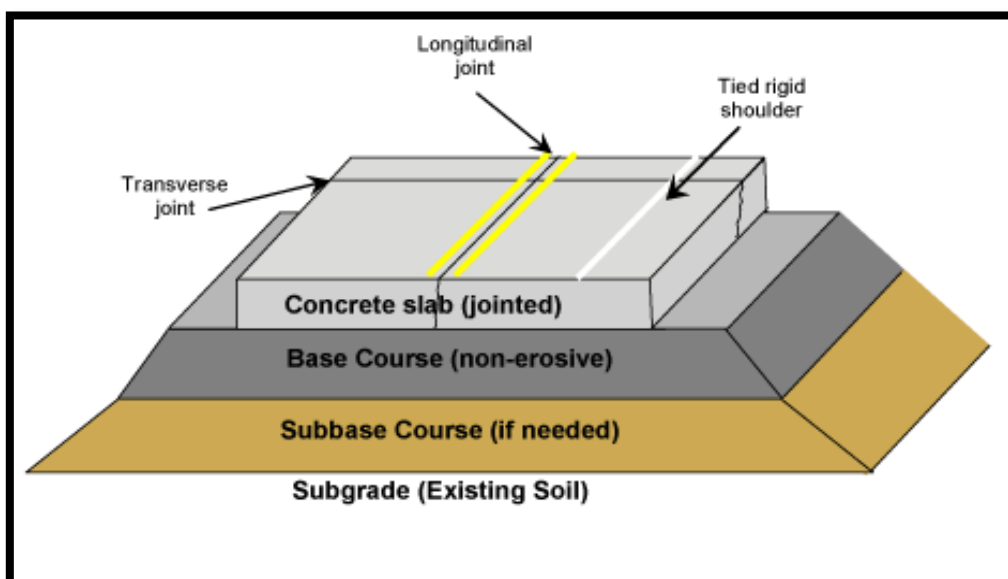 Longitudinal
joint
Tied rigid
shoulder
Transverse
joint
Concrete slab (jointed)
Base Course (non-erosive)
Subbase Course (if needed)
Subgrade (Existing Soil)